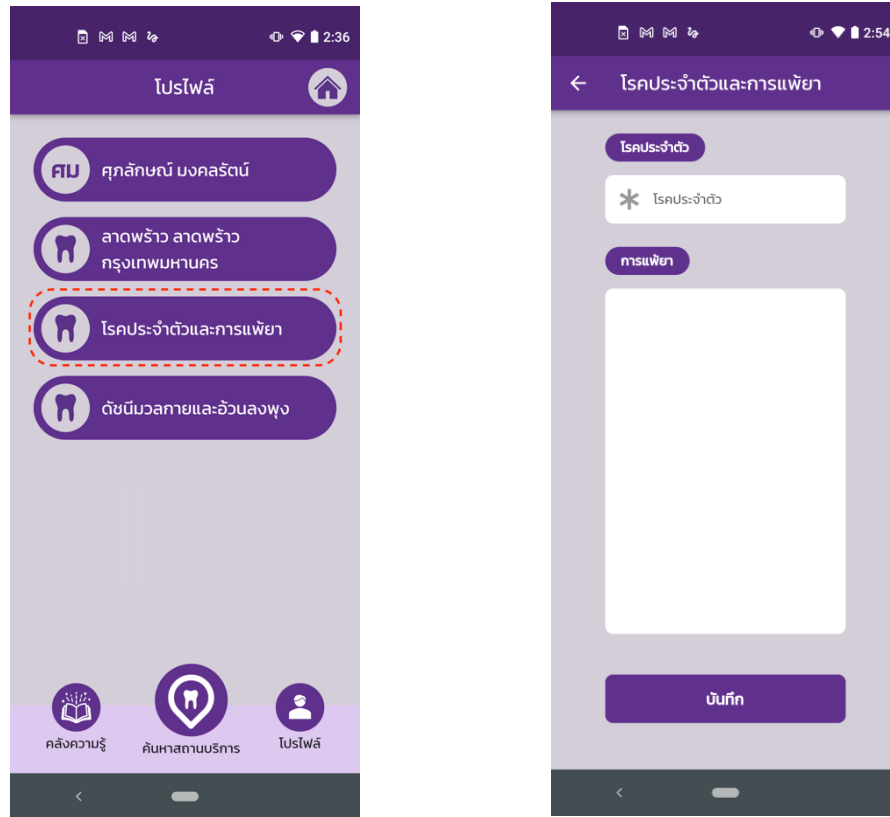 2:36
โปรไฟล์
ศม
ศุภลักษณ์ มงคลรัตน์
ลาดพร้าว ลาดพร้าว
กรุงเทพมหานคร
โรคประจำตัวและการแพ้ยา
ดัชนีมวลกายและอ้วนลงพุง
คลังความรู้
ค้นหาสถานบริการ
โปรไฟล์
2:54
โรคประจำตัวและการแพ้ยา
โรคประจำตัว
โรคประจำตัว
การแพ้ยา
บันทึก